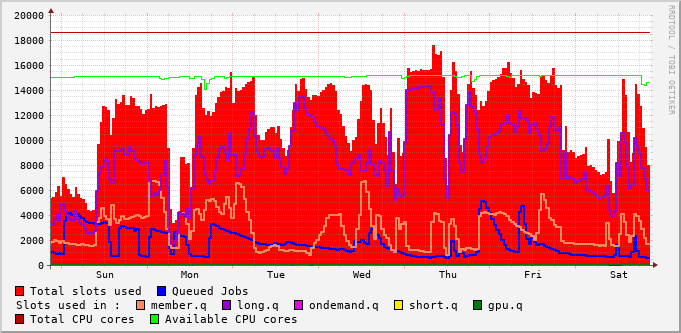 20000
18000
16000
14000
12000
10000
8000
6000
4000
2000
0
Sun Mon Tue Wed Thu Fri Sat
RRDTOOL / TOBI OETIKER
Total slots used Queued Jobs
Slots used in : member.q long.q ondemand.q short.q gpu.q
Total CPU cores Available CPU cores